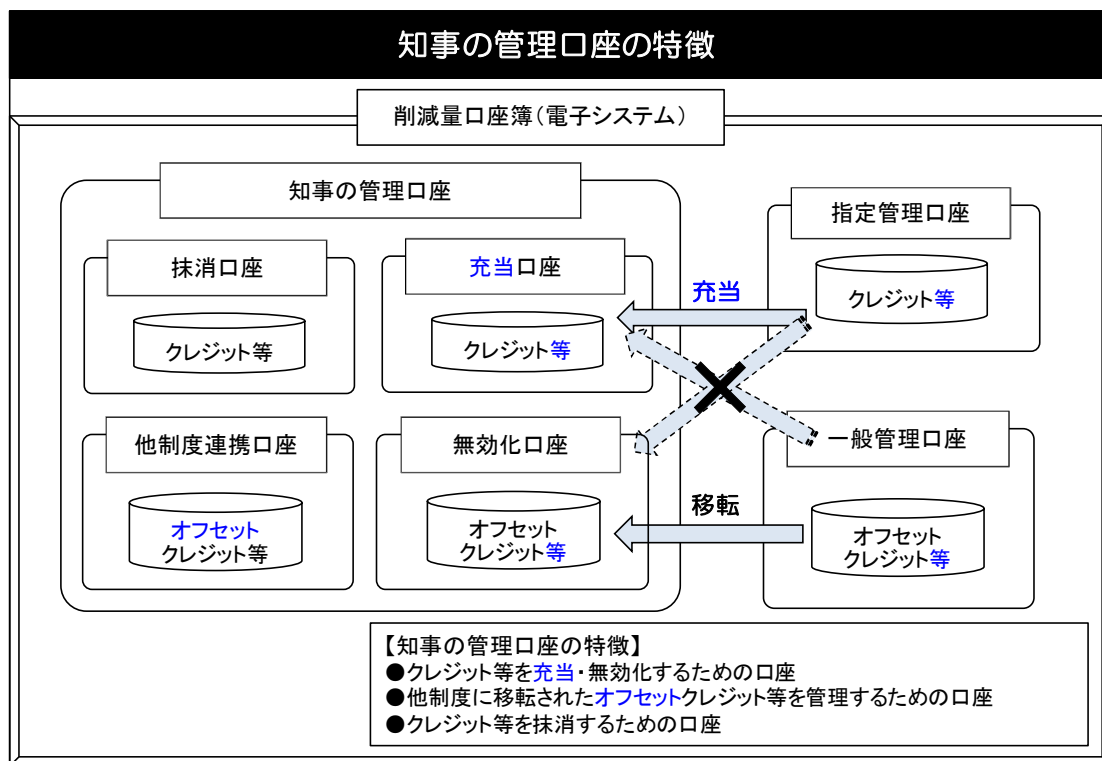 知事の管理口座の特徴
削減量口座簿(電子システム)
知事の管理口座
指定管理口座
抹消口座
充当口座
充当
クレジット等
クレジット等
クレジット等
他制度連携口座
無効化口座
一般管理口座
移転
オフセット
クレジット等
オフセット
クレジット等
オフセット
クレジット等
【知事の管理口座の特徴】
●クレジット等を充当・無効化するための口座
●他制度に移転されたオフセットクレジット等を管理するための口座
●クレジット等を抹消するための口座